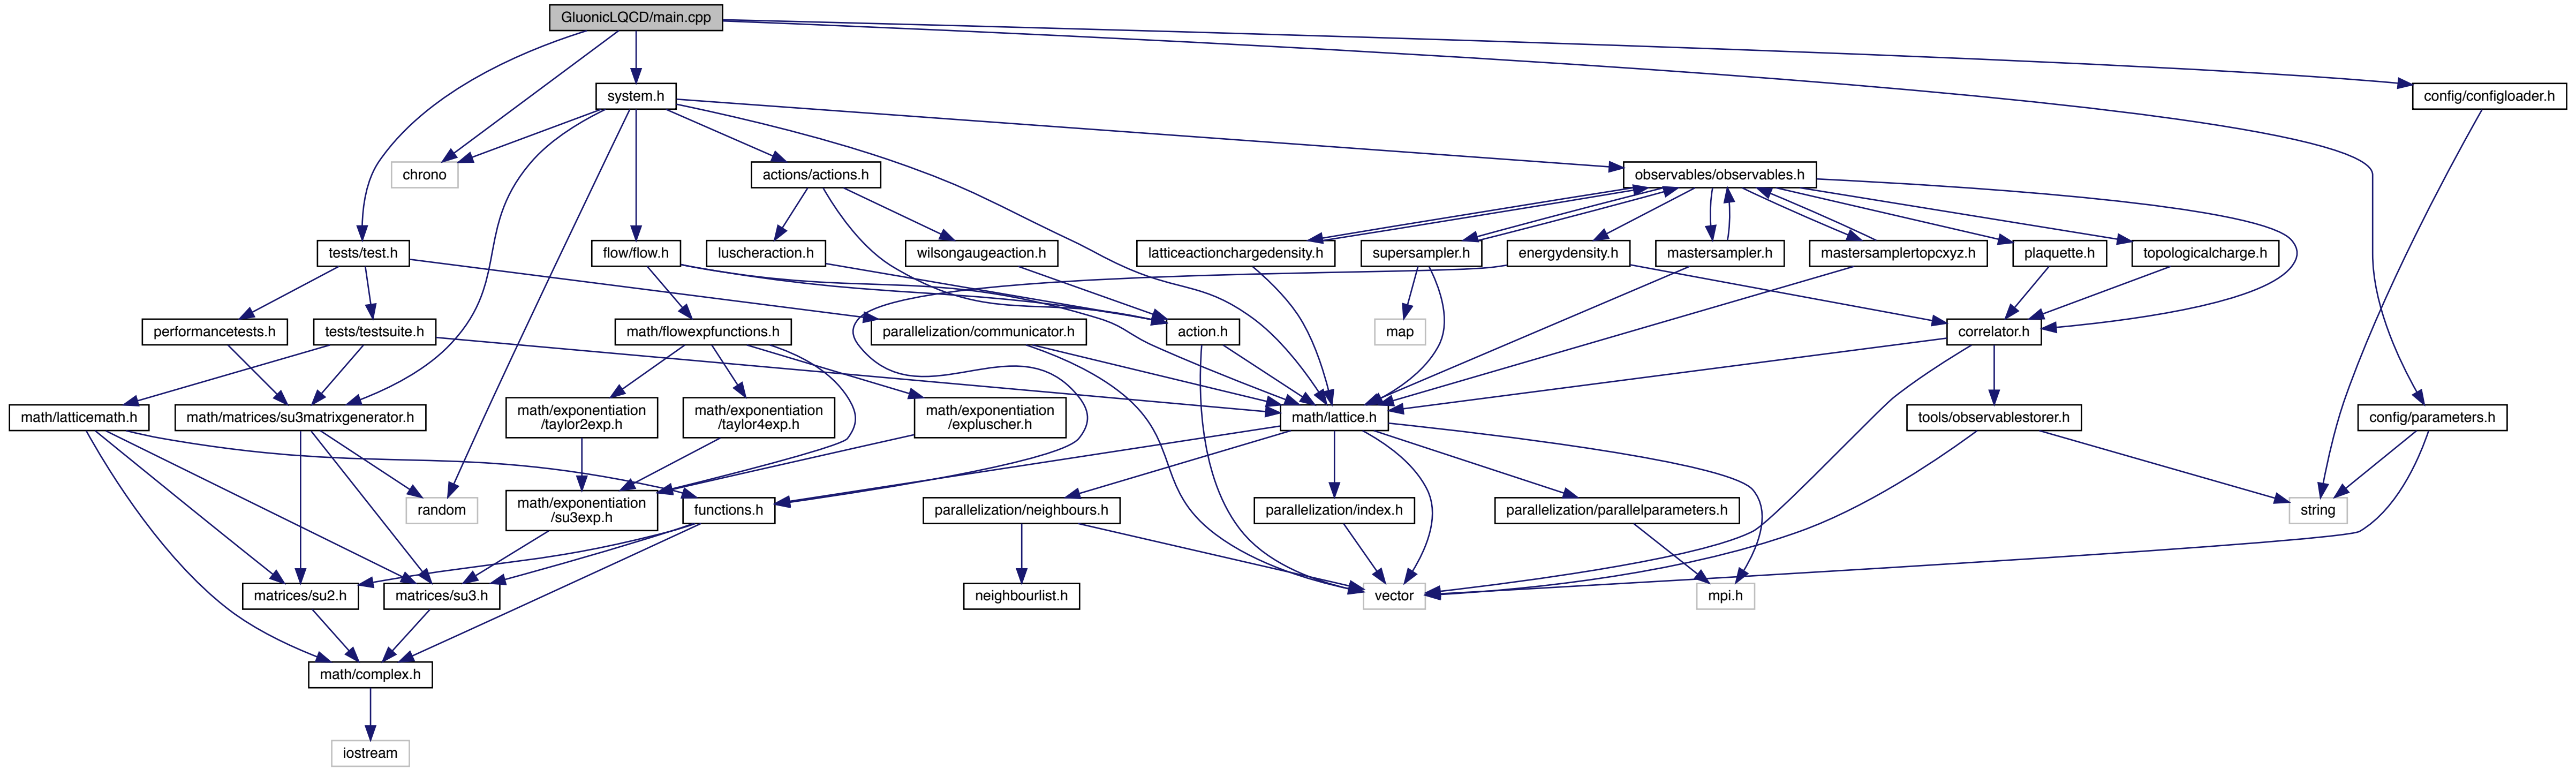 GluonicLQCD/main.cpp
system.h
config/configloader.h
chrono
actions/actions.h
observables/observables.h
tests/test.h
flow/flow.h
luscheraction.h
wilsongaugeaction.h
latticeactionchargedensity.h
supersampler.h
energydensity.h
mastersampler.h
mastersamplertopcxyz.h
plaquette.h
topologicalcharge.h
performancetests.h
tests/testsuite.h
math/flowexpfunctions.h
parallelization/communicator.h
action.h
map
correlator.h
math/latticemath.h
math/matrices/su3matrixgenerator.h
math/exponentiation
/taylor2exp.h
math/exponentiation
/taylor4exp.h
math/exponentiation
/expluscher.h
math/lattice.h
tools/observablestorer.h
config/parameters.h
random
math/exponentiation
/su3exp.h
functions.h
parallelization/neighbours.h
parallelization/index.h
parallelization/parallelparameters.h
string
matrices/su2.h
matrices/su3.h
neighbourlist.h
vector
mpi.h
math/complex.h
iostream